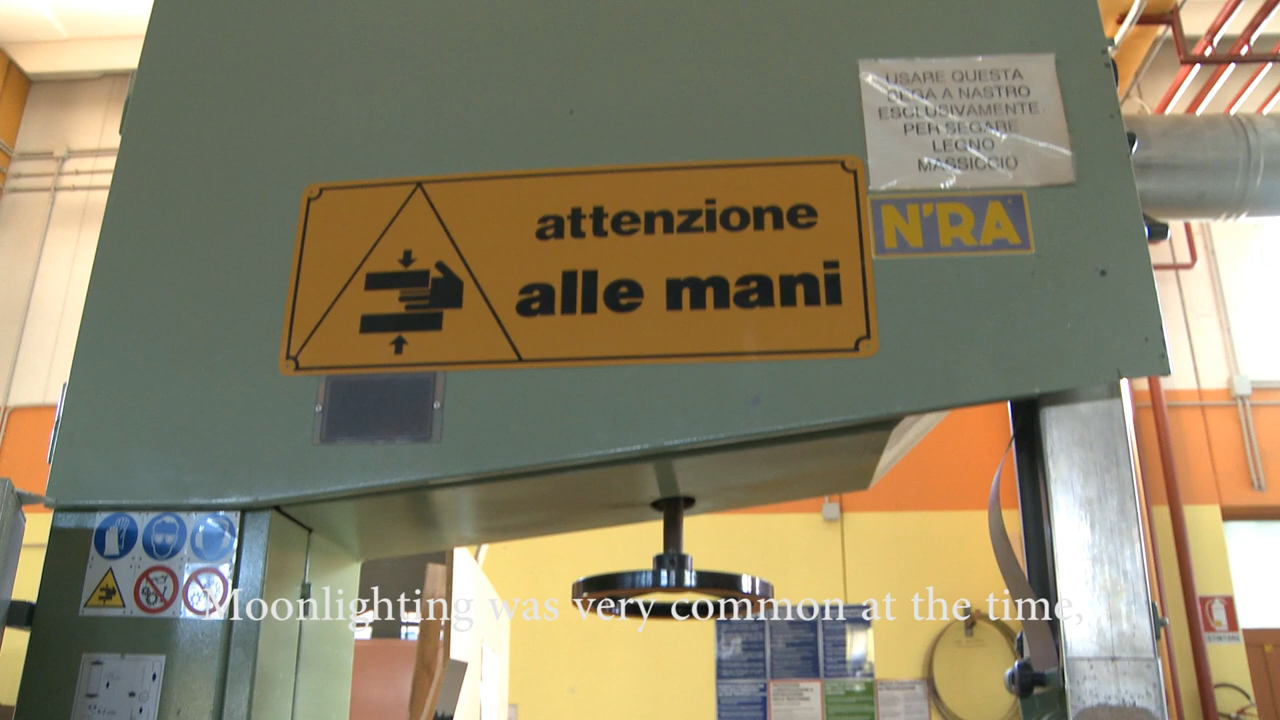 USARE QUESTA
SEGA A NASTRO
ESCLUSIVAMENTE
PER SEGARE
LEGNO
MASSICCIO
attenzione
alle mani
N'RA
Moonlighting was very common at the time,
ESTINTORE